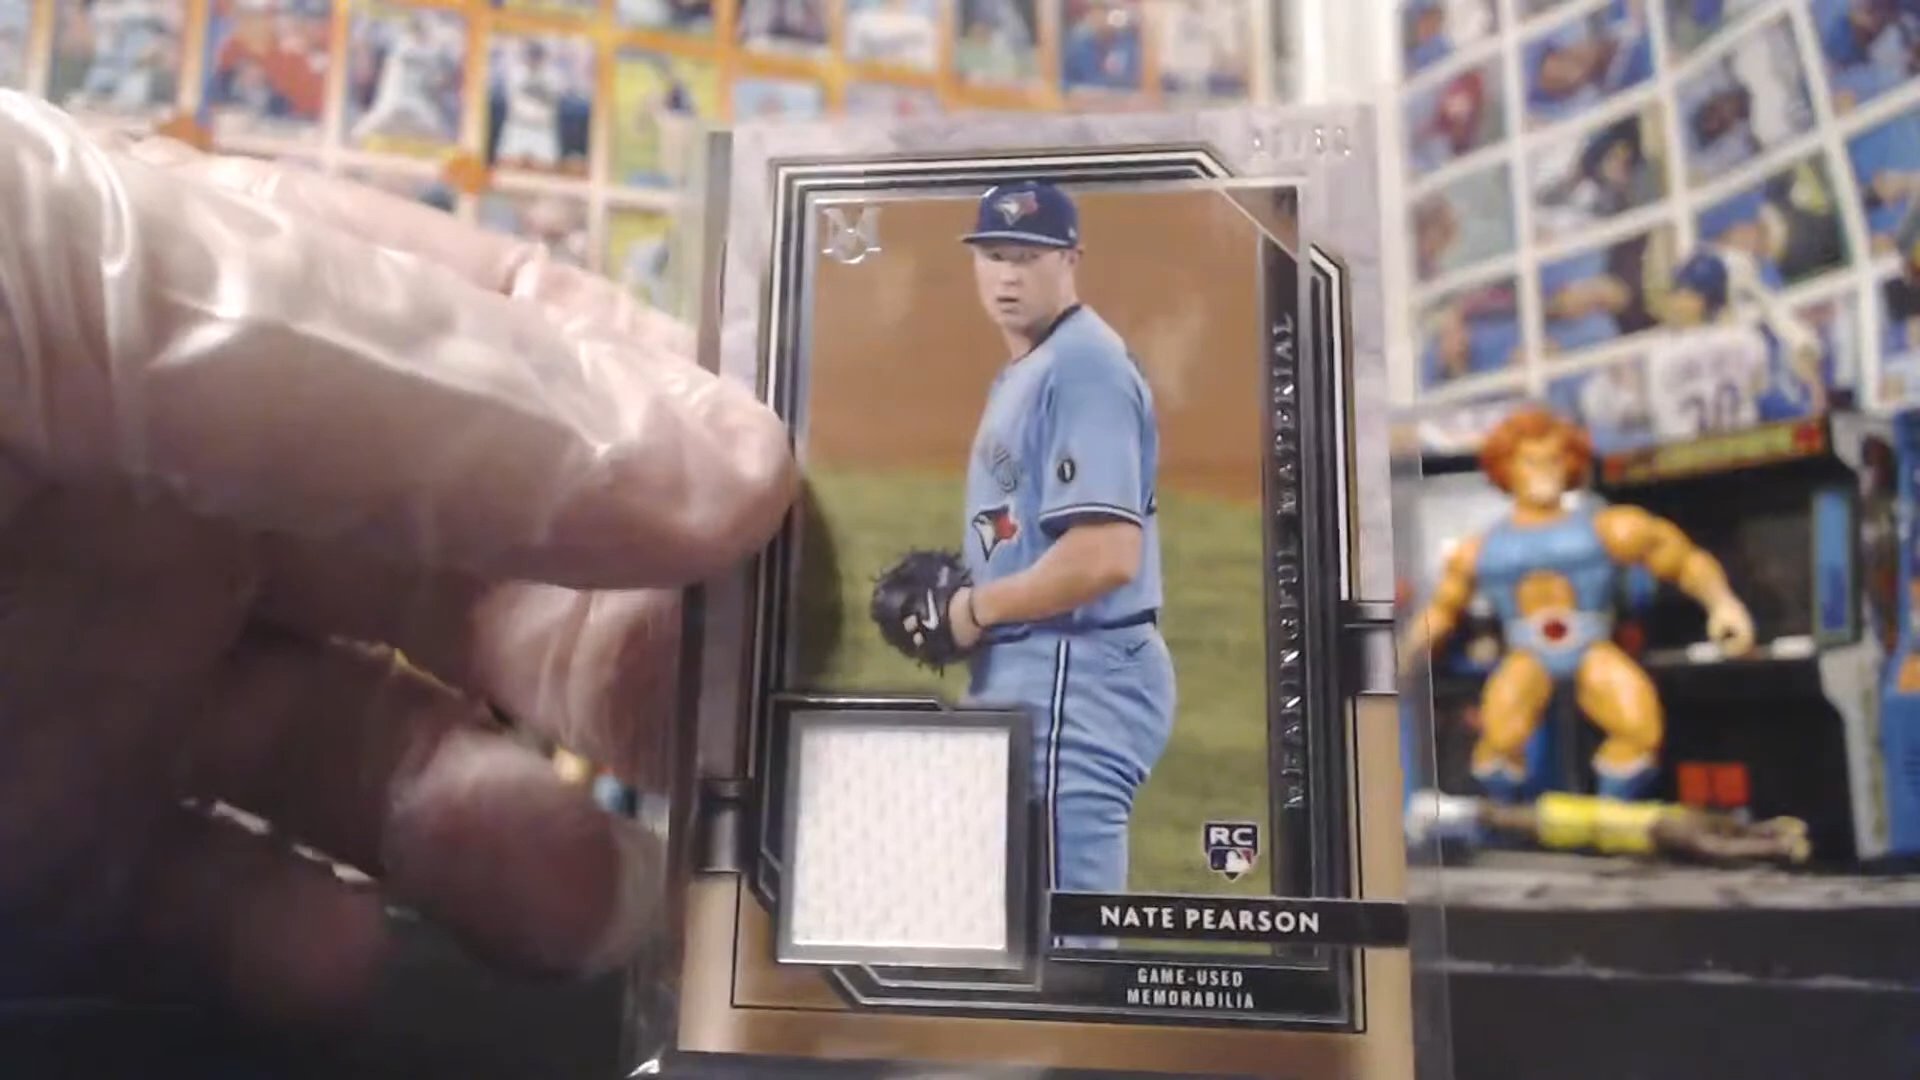 M
MEANINGFUL MATERIAL
RC
NATE PEARSON
GAME-USED
MEMORABILIA